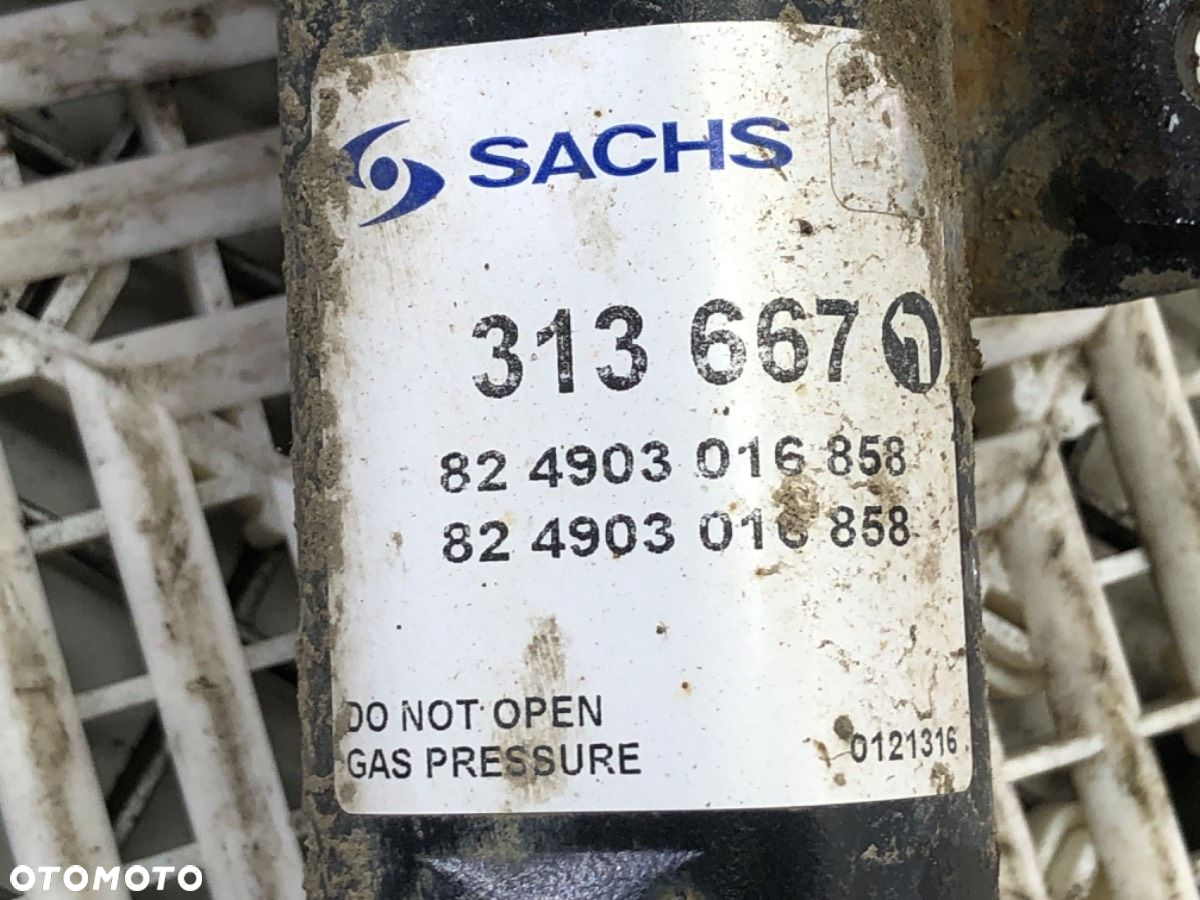 SACHS
313 667
82 4903 016 858
82 4903 016 858
DO NOT OPEN
GAS PRESSURE
0121316
OTOMOTO